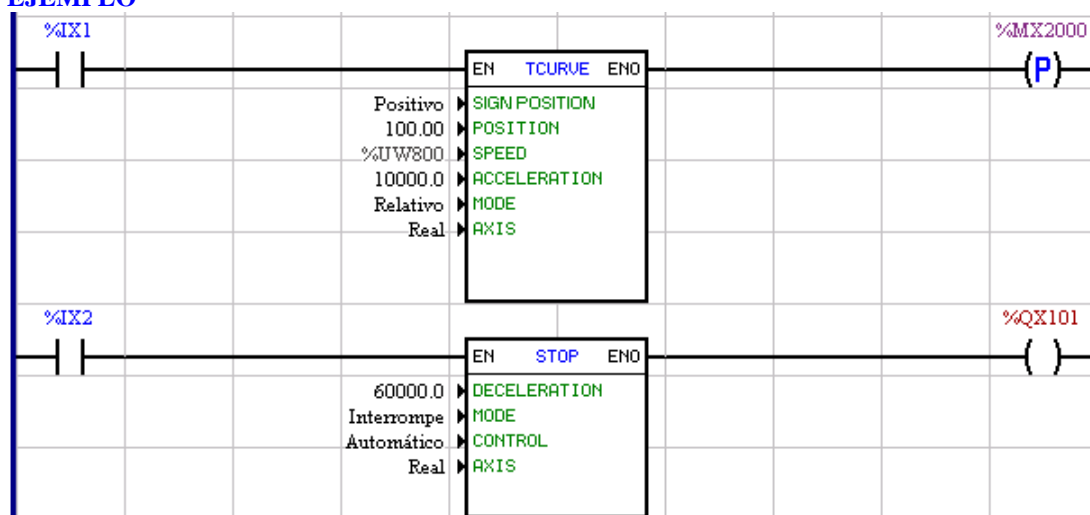 EJEMPLO
%IX1
%MX2000
EN TCURVE ENO
(P)
Positivo SIGN POSITION
100.00 POSITION
%UW800 SPEED
10000.0 ACCELERATION
Relativo MODE
Real AXIS
%IX2
%QX101
EN STOP ENO
( )
60000.0 DECELERATION
Interrompe MODE
Automático CONTROL
Real AXIS